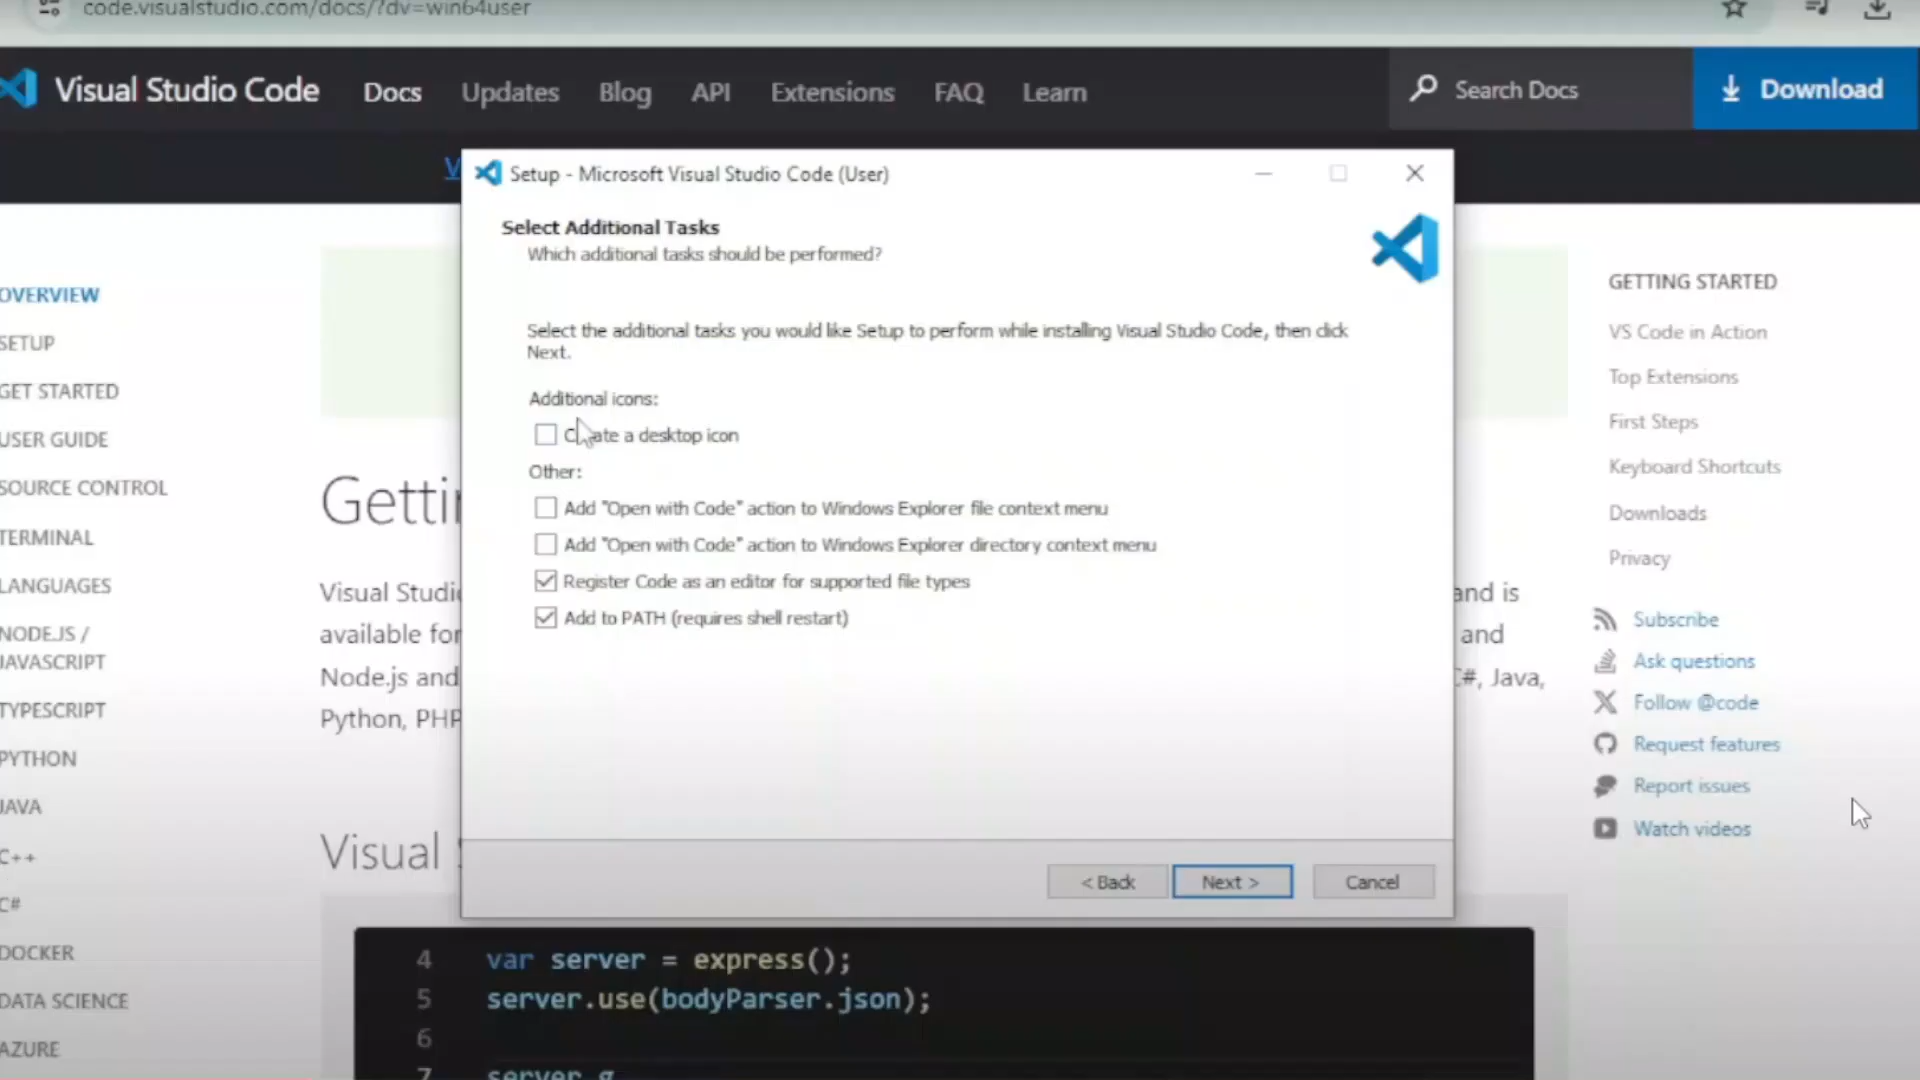 code.visualstudio.com/docs/?dv=win64user
Visual Studio Code
Docs
Updates
Blog
API
Extensions
FAQ
Learn
Search Docs
Download
V
Setup - Microsoft Visual Studio Code (User)
Select Additional Tasks
Which additional tasks should be performed?
Select the additional tasks you would like Setup to perform while installing Visual Studio Code, then click
Next.
Additional icons:
Create a desktop icon
Other:
Add "Open with Code" action to Windows Explorer file context menu
Add "Open with Code" action to Windows Explorer directory context menu
Register Code as an editor for supported file types
Add to PATH (requires shell restart)
< Back
Next >
Cancel
OVERVIEW
SETUP
GET STARTED
USER GUIDE
SOURCE CONTROL
TERMINAL
LANGUAGES
NODE.JS /
JAVASCRIPT
TYPESCRIPT
PYTHON
JAVA
C++
C#
DOCKER
DATA SCIENCE
AZURE
Getti
Visual Studi
and is
available for
and
Node.js and
C#, Java,
Python, PHP
Visual
4 var server = express();
5 server.use(bodyParser.json);
6
7 server.g
GETTING STARTED
VS Code in Action
Top Extensions
First Steps
Keyboard Shortcuts
Downloads
Privacy
Subscribe
Ask questions
Follow @code
Request features
Report issues
Watch videos